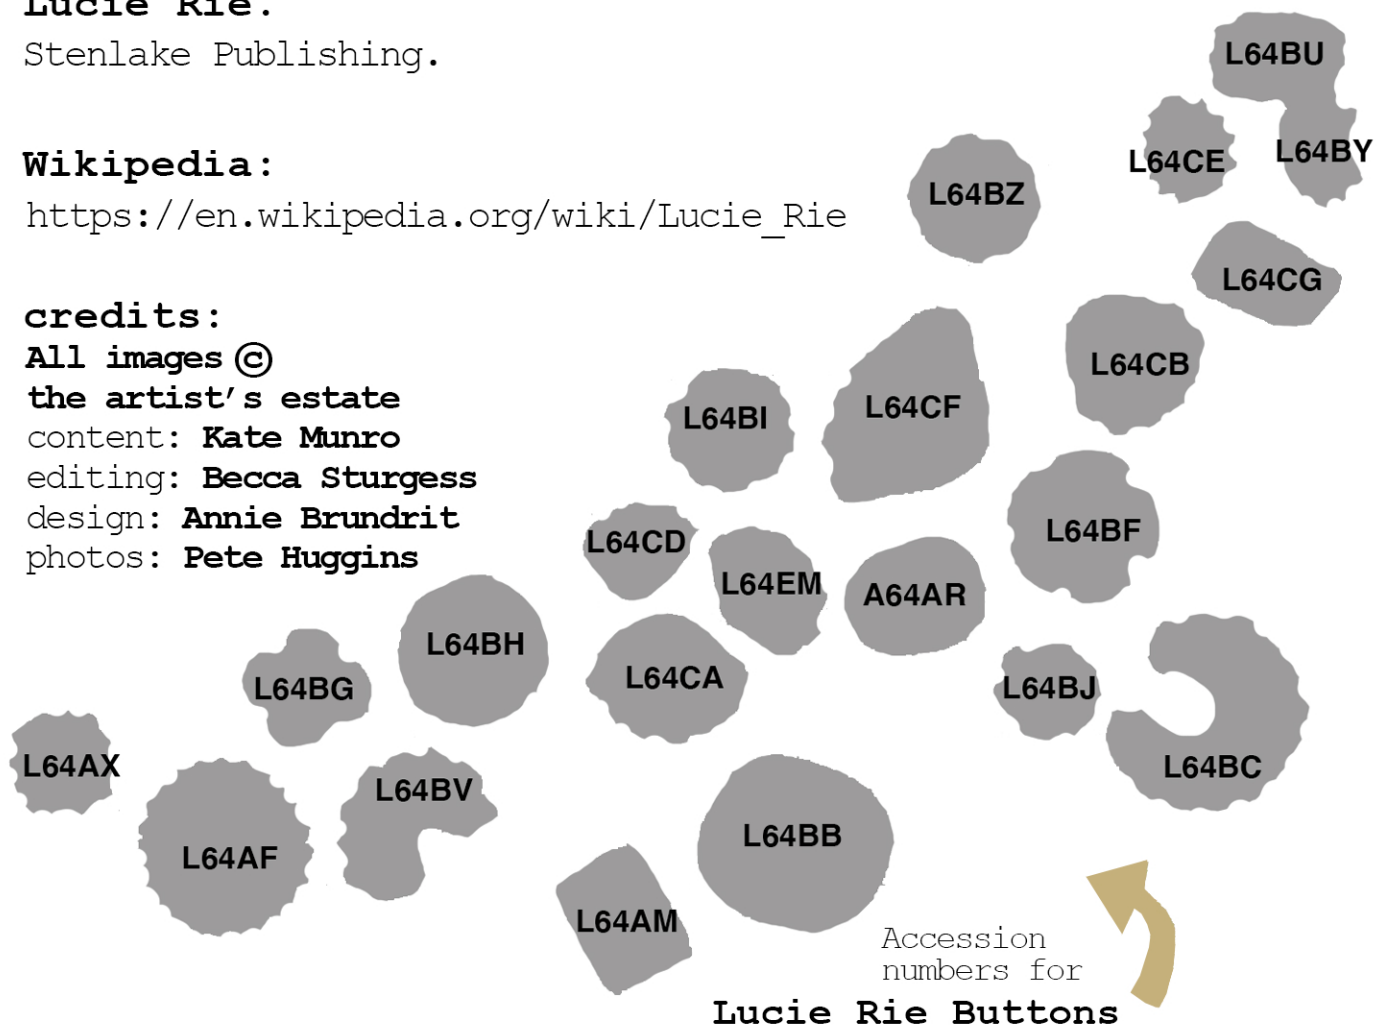 Lucie Rie.
Stenlake Publishing.
Wikipedia:
https://en.wikipedia.org/wiki/Lucie_Rie
credits:
All images ©
the artist's estate
content: Kate Munro
editing: Becca Sturgess
design: Annie Brundrit
photos: Pete Huggins
L64BU
L64CE
L64BY
L64BZ
L64CG
L64CB
L64CF
L64BI
L64BF
L64CD
L64EM
A64AR
L64BH
L64CA
L64BG
L64BJ
L64AX
L64BV
L64BC
L64AF
L64BB
L64AM
Accession
numbers for
Lucie Rie Buttons